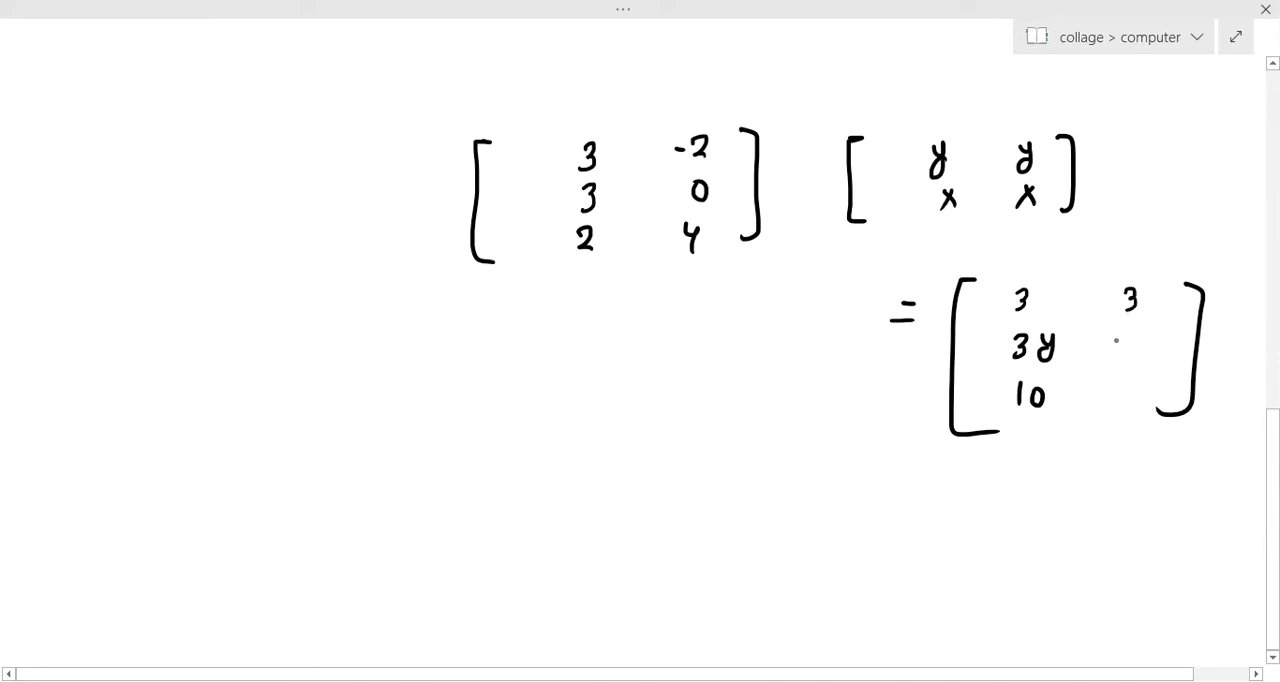 collage > computer
3 -2 y y
3 0 x x
2 4
= 3 3
3y
10